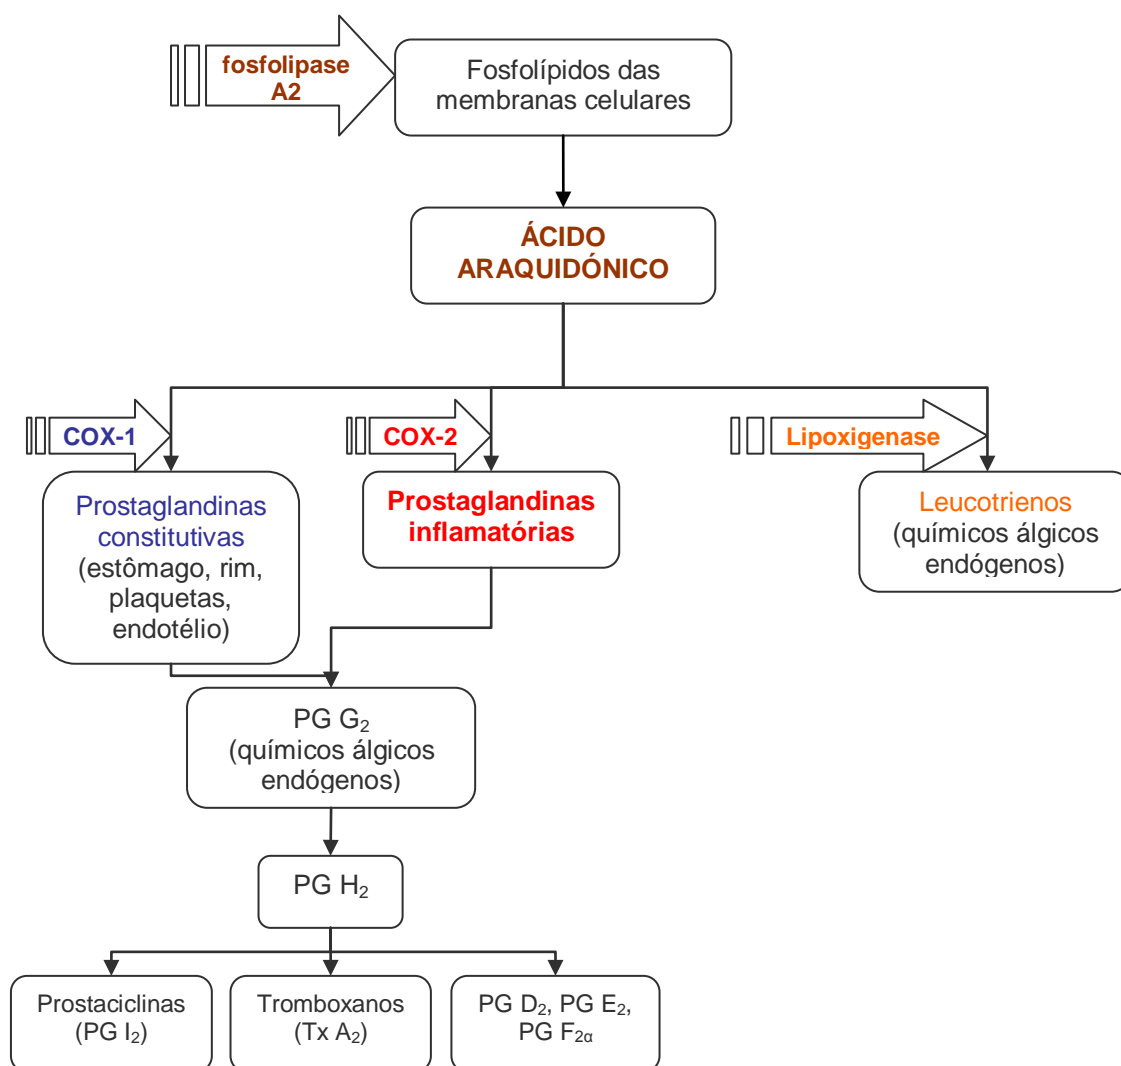 fosfolipase
A2
Fosfolípidos das
membranas celulares
ÁCIDO
ARAQUIDÓNICO
COX-1
COX-2
Lipoxigenase
Prostaglandinas
constitutivas
(estômago, rim,
plaquetas,
endotélio)
Prostaglandinas
inflamatórias
Leucotrienos
(químicos álgicos
endógenos)
PG G₂
(químicos álgicos
endógenos)
PG H₂
Prostaciclinas
(PG I₂)
Tromboxanos
(Tx A₂)
PG D₂, PG E₂,
PG F₂α